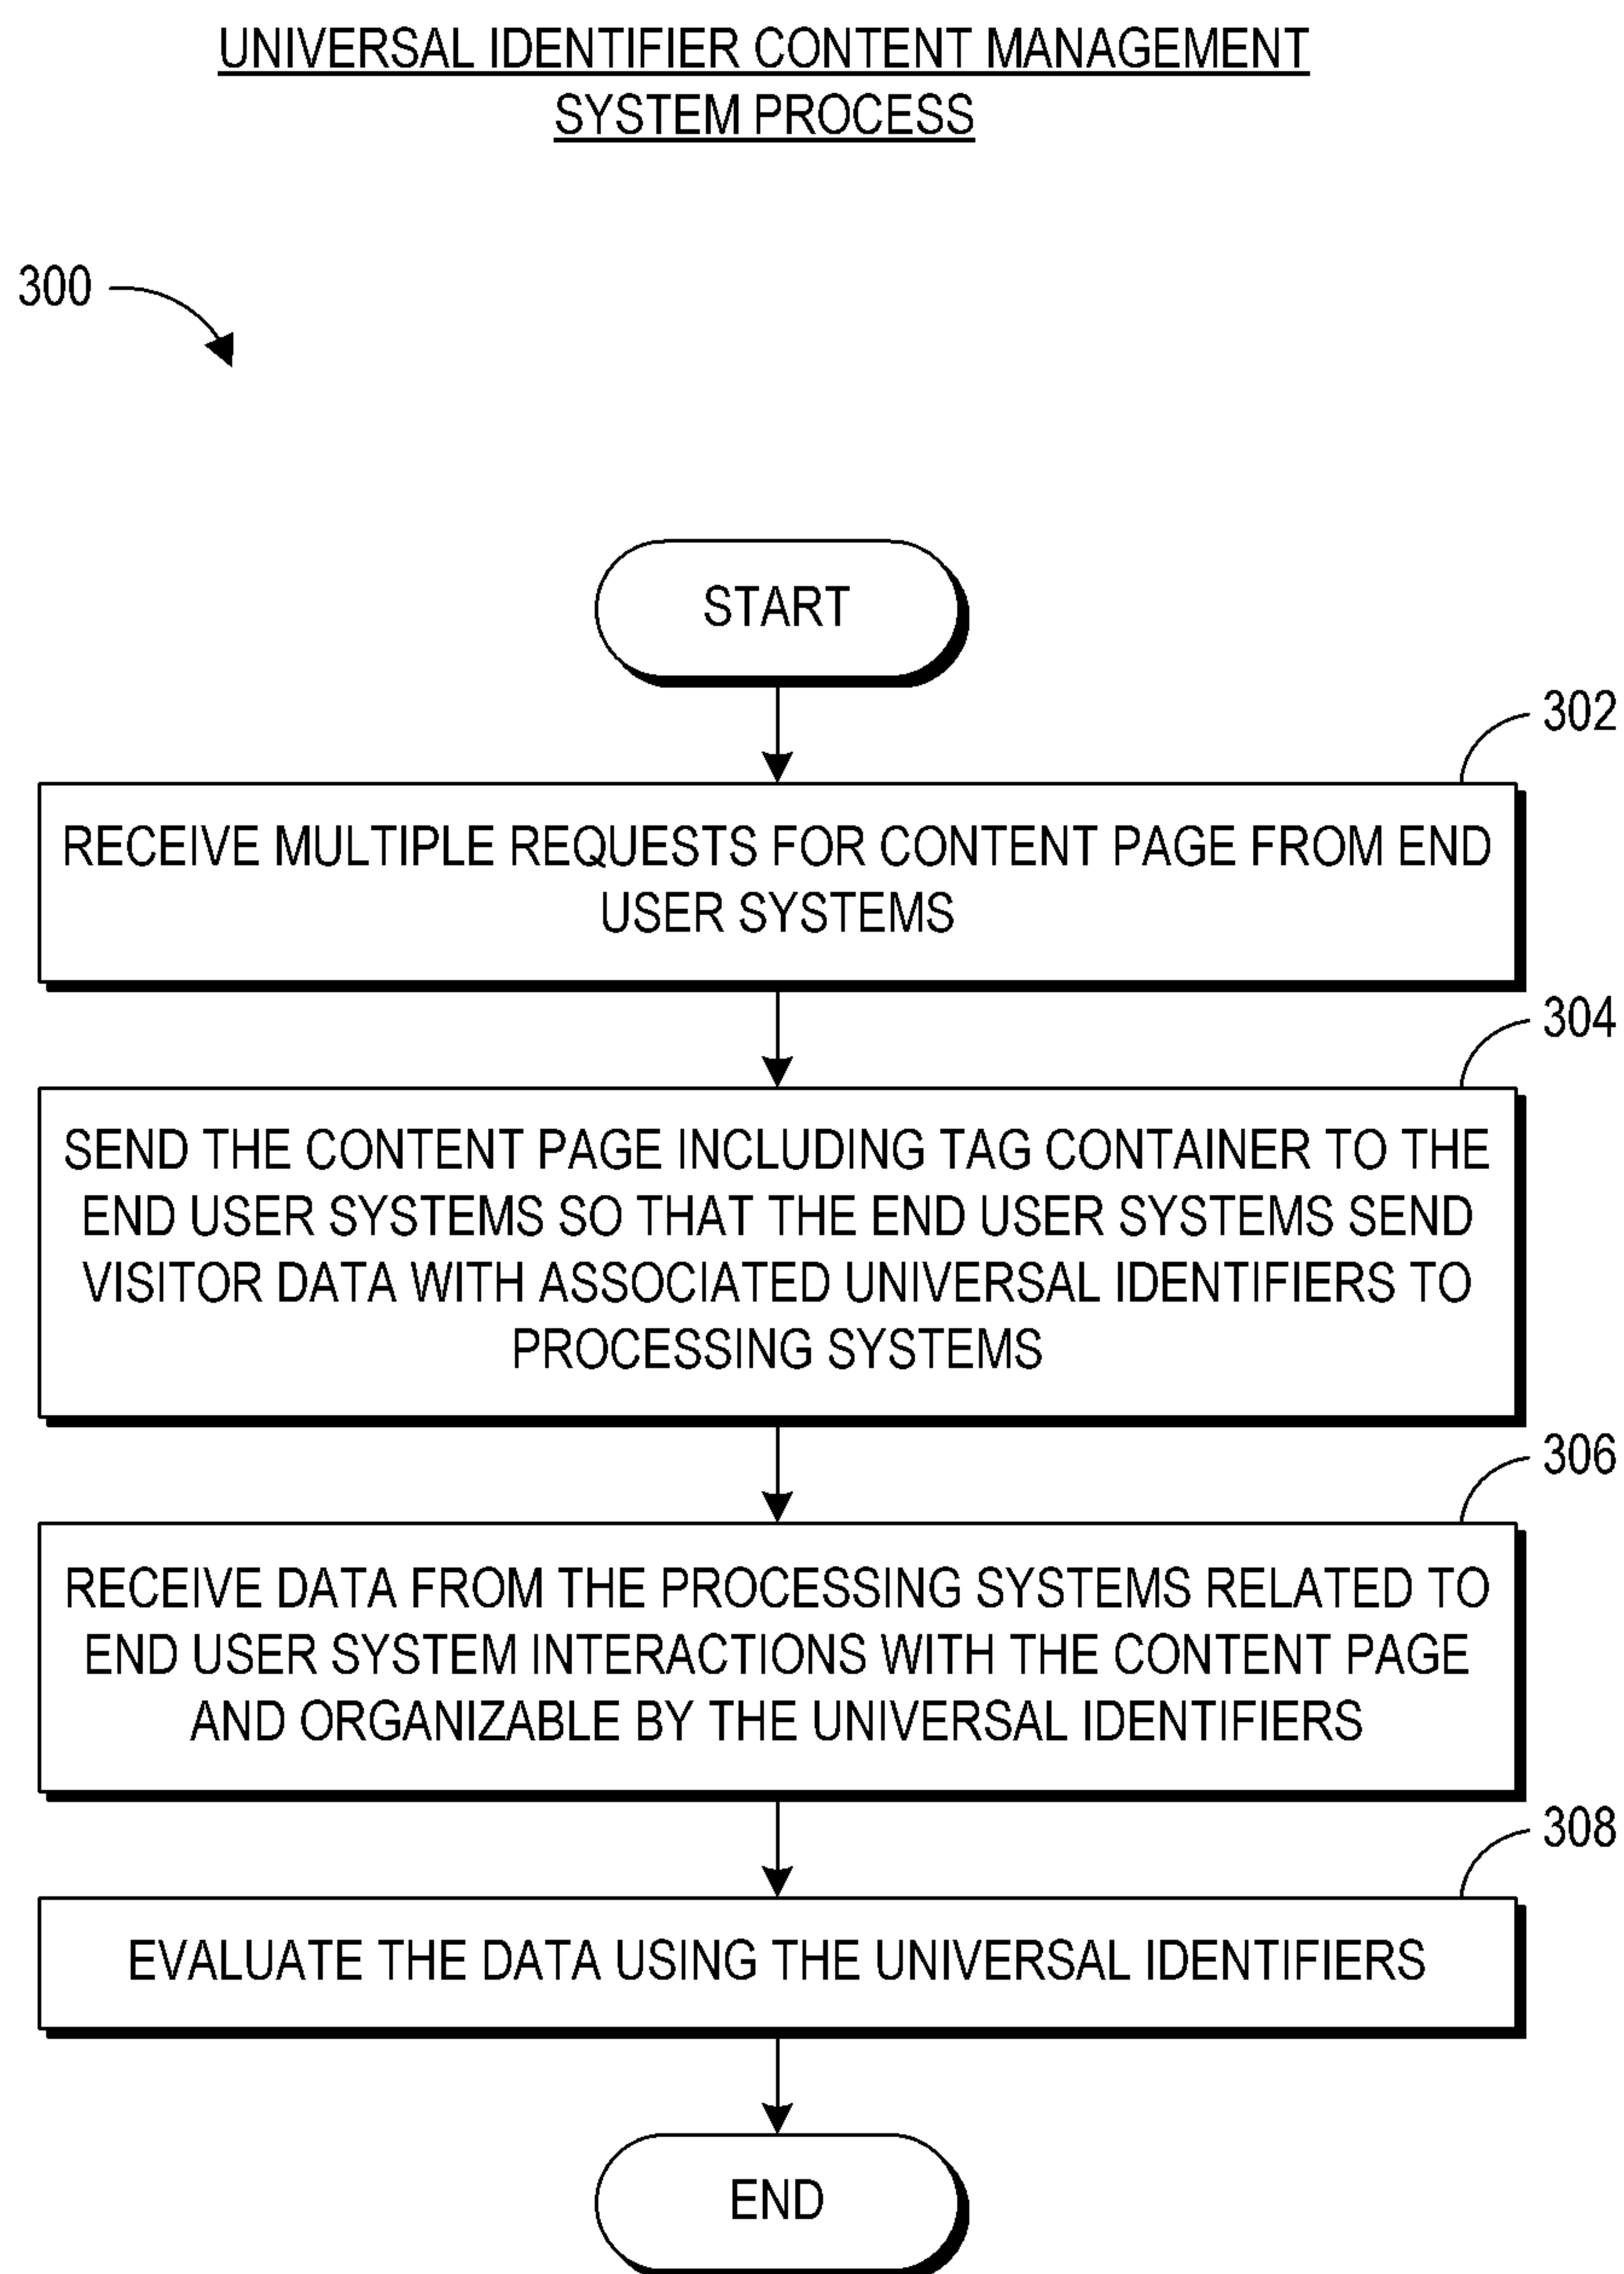 UNIVERSAL IDENTIFIER CONTENT MANAGEMENT
SYSTEM PROCESS
300
START
302
RECEIVE MULTIPLE REQUESTS FOR CONTENT PAGE FROM END
USER SYSTEMS
304
SEND THE CONTENT PAGE INCLUDING TAG CONTAINER TO THE
END USER SYSTEMS SO THAT THE END USER SYSTEMS SEND
VISITOR DATA WITH ASSOCIATED UNIVERSAL IDENTIFIERS TO
PROCESSING SYSTEMS
306
RECEIVE DATA FROM THE PROCESSING SYSTEMS RELATED TO
END USER SYSTEM INTERACTIONS WITH THE CONTENT PAGE
AND ORGANIZABLE BY THE UNIVERSAL IDENTIFIERS
308
EVALUATE THE DATA USING THE UNIVERSAL IDENTIFIERS
END